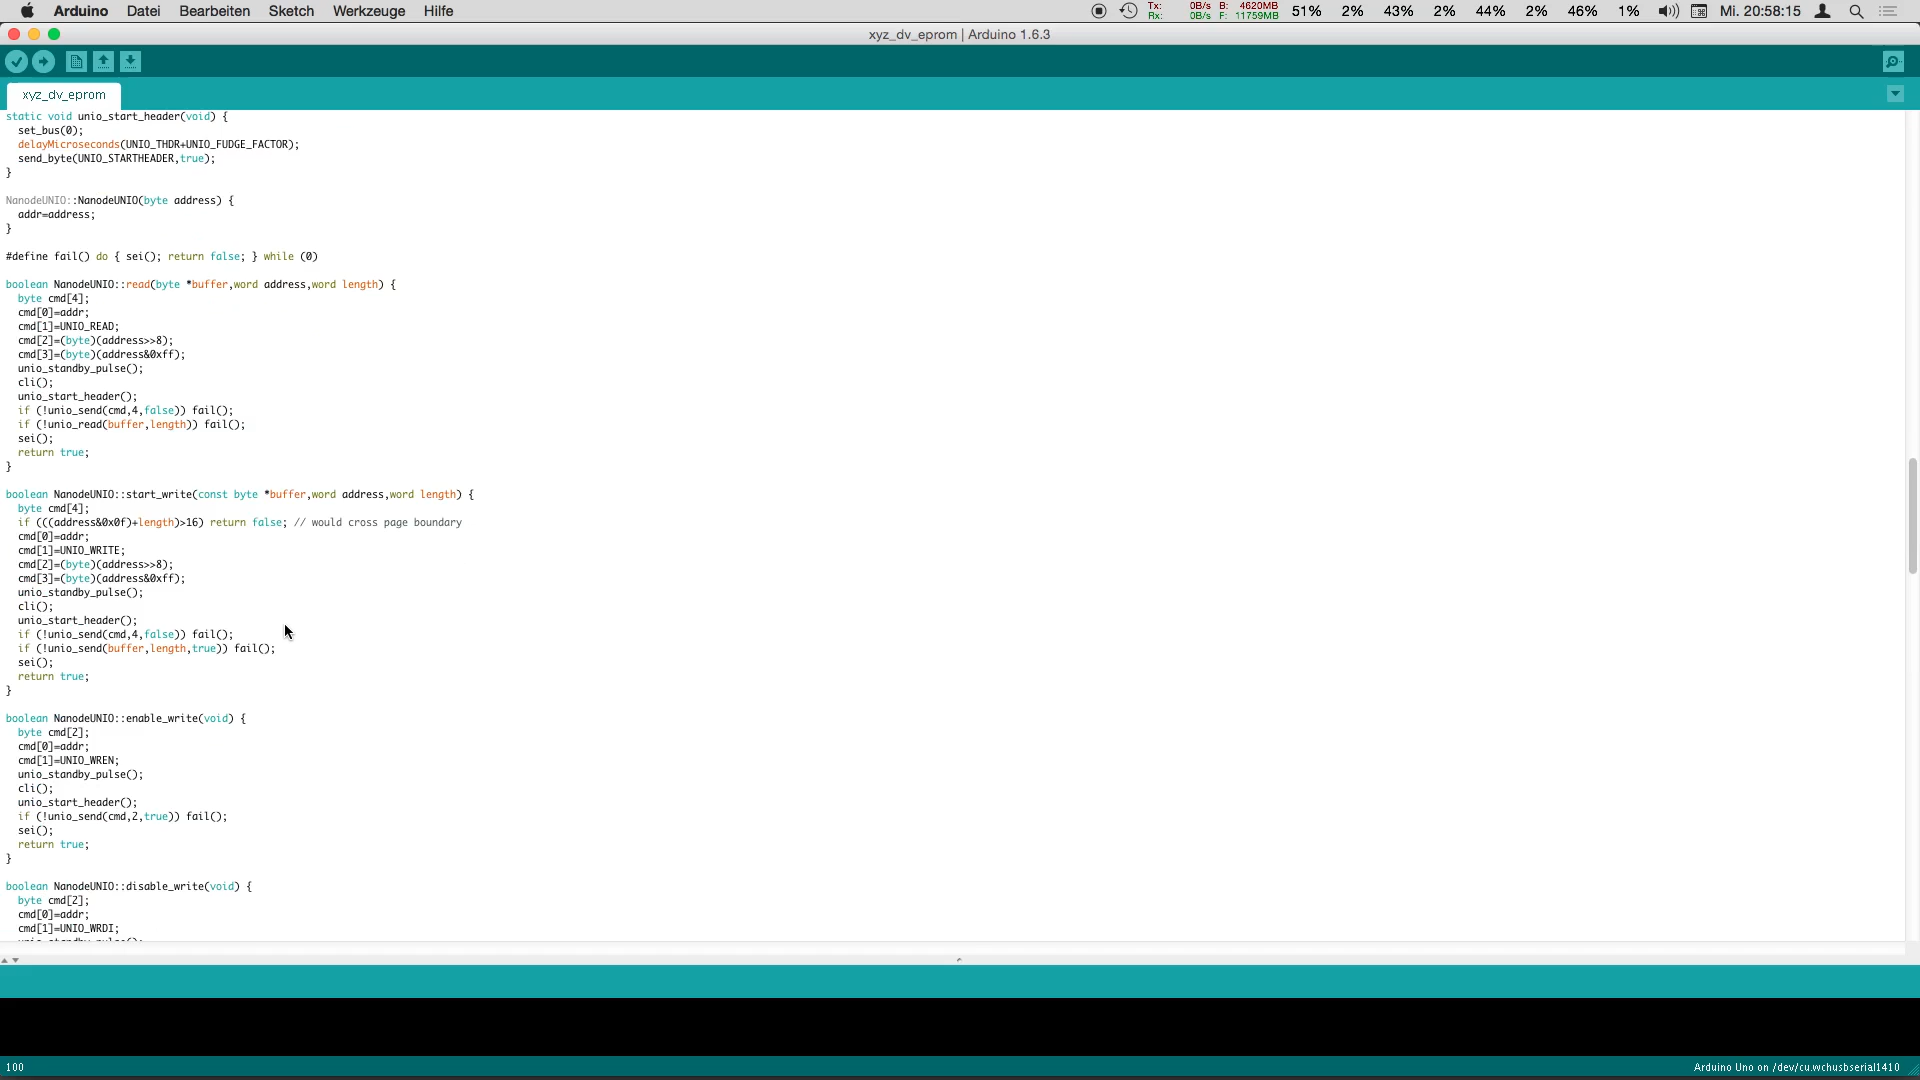 Arduino Datei Bearbeiten Sketch Werkzeuge Hilfe Tx: 0B/s B: 4620MB 51% 2% 43% 2% 44% 2% 46% 1% Mi. 20:58:15
Rx: 0B/s F: 11759MB
xyz_dv_eprom | Arduino 1.6.3
xyz_dv_eprom
static void unio_start_header(void) {
set_bus(0);
delayMicroseconds(UNIO_THDR+UNIO_FUDGE_FACTOR);
send_byte(UNIO_STARTHEADER,true);
}
NanodeUNIO::NanodeUNIO(byte address) {
addr=address;
}
#define fail() do { sei(); return false; } while (0)
boolean NanodeUNIO::read(byte *buffer,word address,word length) {
byte cmd[4];
cmd[0]=addr;
cmd[1]=UNIO_READ;
cmd[2]=(byte)(address>>8);
cmd[3]=(byte)(address&0xff);
unio_standby_pulse();
cli();
unio_start_header();
if (!unio_send(cmd,4,false)) fail();
if (!unio_read(buffer,length)) fail();
sei();
return true;
}
boolean NanodeUNIO::start_write(const byte *buffer,word address,word length) {
byte cmd[4];
if (((address&0x0f)+length)>16) return false; // would cross page boundary
cmd[0]=addr;
cmd[1]=UNIO_WRITE;
cmd[2]=(byte)(address>>8);
cmd[3]=(byte)(address&0xff);
unio_standby_pulse();
cli();
unio_start_header();
if (!unio_send(cmd,4,false)) fail();
if (!unio_send(buffer,length,true)) fail();
sei();
return true;
}
boolean NanodeUNIO::enable_write(void) {
byte cmd[2];
cmd[0]=addr;
cmd[1]=UNIO_WREN;
unio_standby_pulse();
cli();
unio_start_header();
if (!unio_send(cmd,2,true)) fail();
sei();
return true;
}
boolean NanodeUNIO::disable_write(void) {
byte cmd[2];
cmd[0]=addr;
cmd[1]=UNIO_WRDI;
100 Arduino Uno on /dev/cu.wchusbserial1410